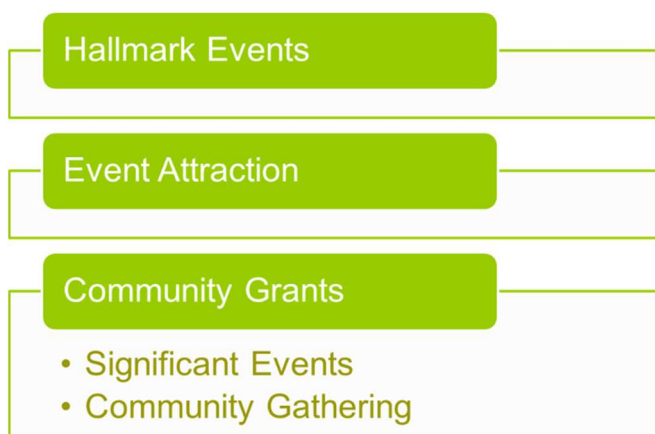 Hallmark Events
Event Attraction
Community Grants
• Significant Events
• Community Gathering